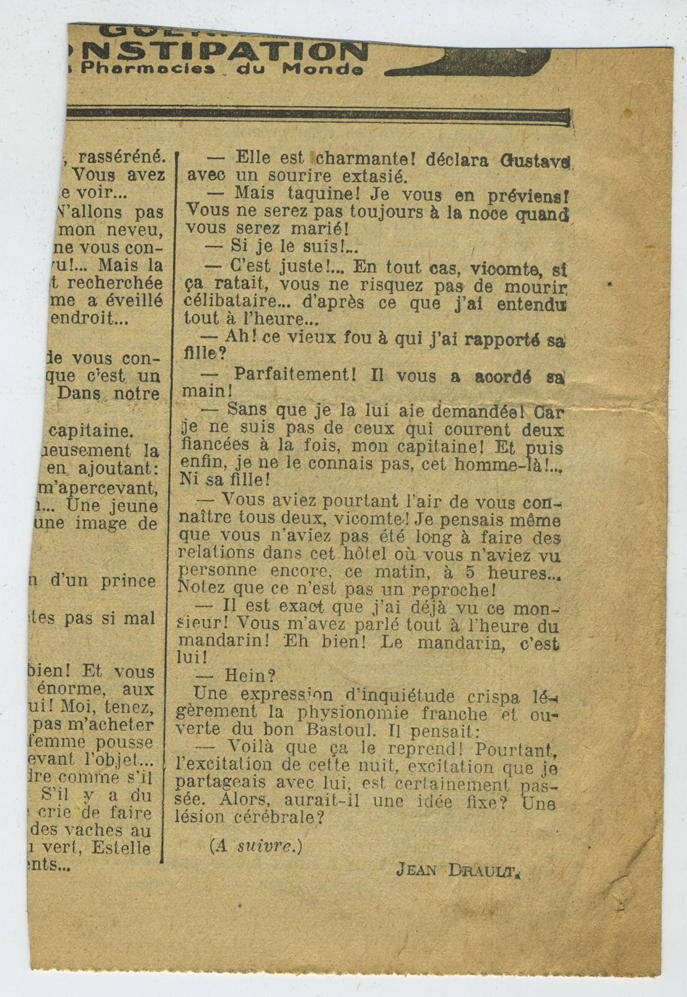 NSTIPATION
Pharmacies du Monde
, rasséréné.
Vous avez
e voir...
N'allons pas
mon neveu,
ne vous con-
vu!... Mais la
t recherchée
me a éveillé
endroit...
de vous con-
que c'est un
Dans notre
capitaine.
ueusement la
en ajoutant:
m'apercevant,
... Une jeune
une image de
n d'un prince
tes pas si mal
bien! Et vous
énorme, aux
ui! Moi, tenez,
pas m'acheter
femme pousse
evant l'objet...
dre comme s'il
S'il y a du
crie de faire
des vaches au
vert, Estelle
ents...
— Elle est charmante! déclara Gustave
avec un sourire extasié.
— Mais taquine! Je vous en préviens!
Vous ne serez pas toujours à la noce quand
vous serez marié!
— Si je le suis!...
— C'est juste!... En tout cas, vicomte, si
ça ratait, vous ne risquez pas de mourir
célibataire... d'après ce que j'ai entendu
tout à l'heure...
— Ah! ce vieux fou à qui j'ai rapporté sa
fille?
— Parfaitement! Il vous a acordé sa
main!
— Sans que je la lui aie demandée! Car
je ne suis pas de ceux qui courent deux
fiancées à la fois, mon capitaine! Et puis
enfin, je ne le connais pas, cet homme-là!...
Ni sa fille!
— Vous aviez pourtant l'air de vous con-
naître tous deux, vicomte! Je pensais même
que vous n'aviez pas été long à faire des
relations dans cet hôtel où vous n'aviez vu
personne encore, ce matin, à 5 heures...
Notez que ce n'est pas un reproche!
— Il est exact que j'ai déjà vu ce mon-
sieur! Vous m'avez parlé tout à l'heure du
mandarin! Eh bien! Le mandarin, c'est
lui!
— Hein?
Une expression d'inquiétude crispa lé-
gèrement la physionomie franche et ou-
verte du bon Bastoul. Il pensait:
— Voilà que ça le reprend! Pourtant,
l'excitation de cette nuit, excitation que je
partageais avec lui, est certainement pas-
sée. Alors, aurait-il une idée fixe? Une
lésion cérébrale?
(A suivre.)
JEAN DRAULT.